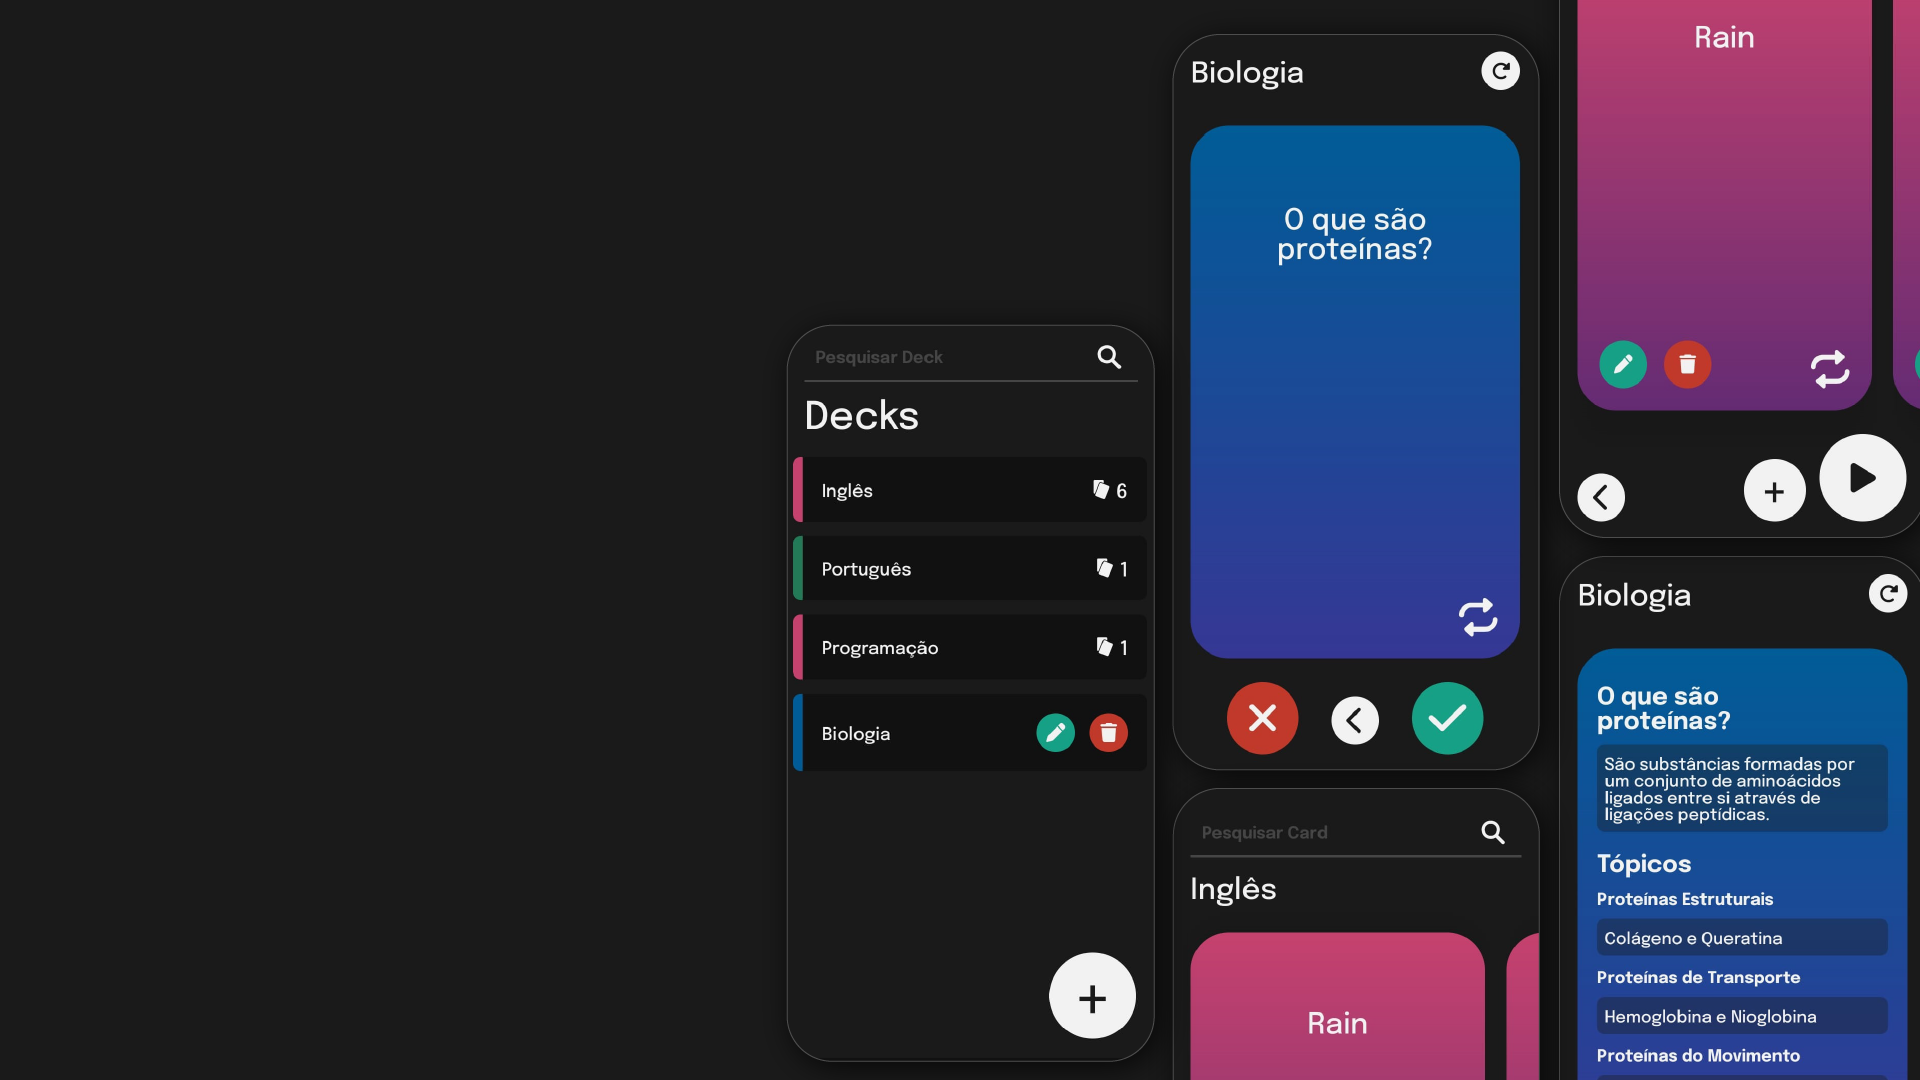 Pesquisar Deck
Decks
Inglês
6
Português
1
Programação
1
Biologia
Biologia
O que são
proteínas?
Pesquisar Card
Inglês
Rain
Rain
Biologia
O que são
proteínas?
São substâncias formadas por
um conjunto de aminoácidos
ligados entre si através de
ligações peptídicas.
Tópicos
Proteínas Estruturais
Colágeno e Queratina
Proteínas de Transporte
Hemoglobina e Nioglobina
Proteínas do Movimento